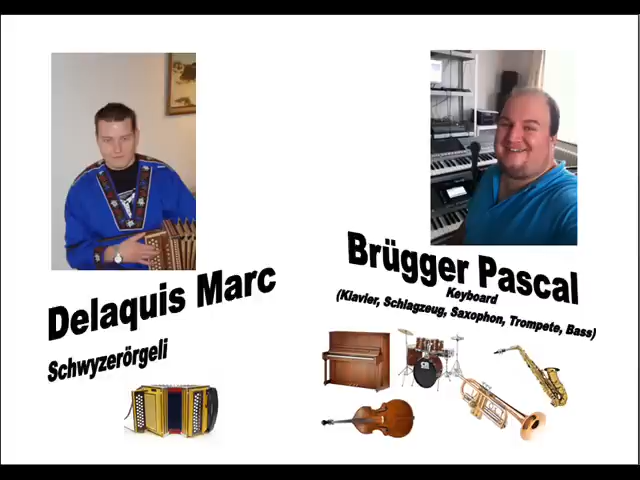 Delaquis Marc
Schwyzerörgeli
Brügger Pascal
Keyboard
(Klavier, Schlagzeug, Saxophon, Trompete, Bass)